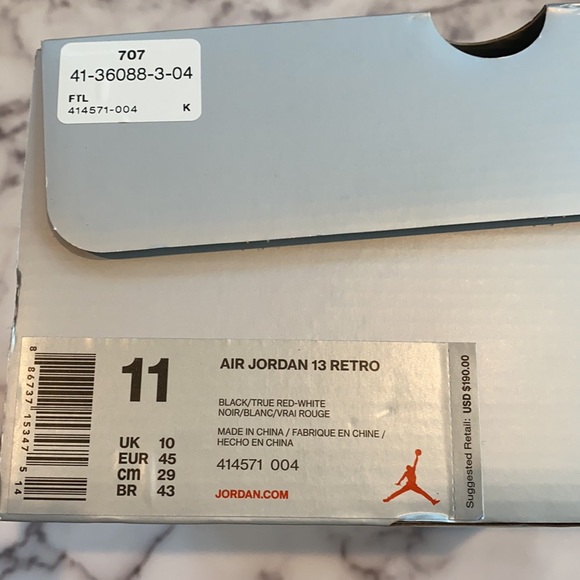 707
41-36088-3-04
FTL
414571-004 K
11
AIR JORDAN 13 RETRO
BLACK/TRUE RED-WHITE
NOIR/BLANC/VRAI ROUGE
MADE IN CHINA / FABRIQUE EN CHINE /
HECHO EN CHINA
414571 004
JORDAN.COM
UK 10
EUR 45
cm 29
BR 43
8 86737 15347 5 14
Suggested Retail: USD $190.00